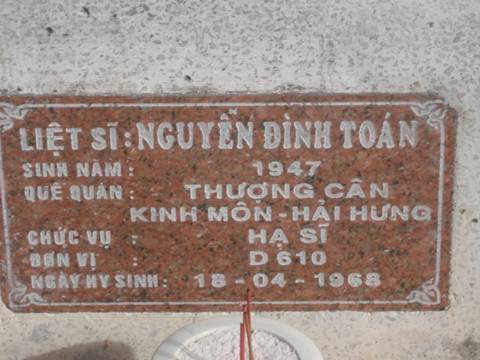 LIỆT SĨ: NGUYỄN ĐÌNH TOÁN
SINH NĂM: 1947
QUÊ QUÁN: THƯỢNG CÂN
KINH MÔN - HẢI HƯNG
CHỨC VỤ: HẠ SĨ
ĐƠN VỊ: D 610
NGÀY HY SINH: 18 - 04 - 1968